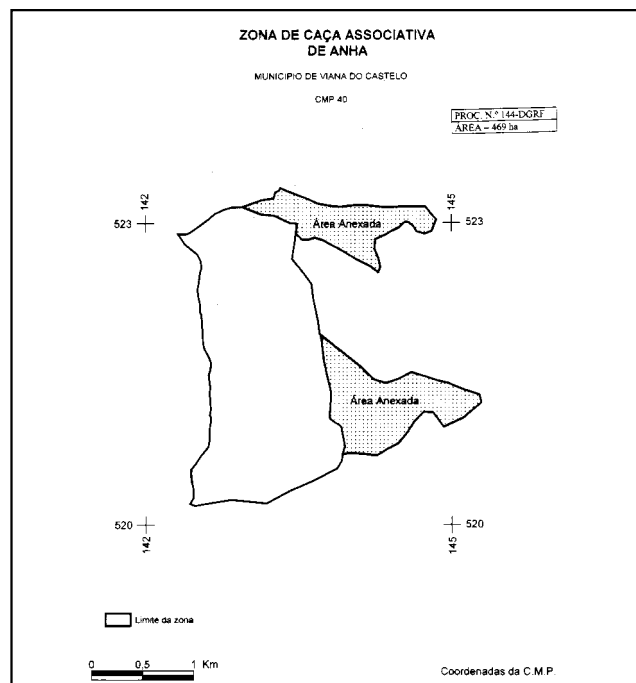 ZONA DE CAÇA ASSOCIATIVA
DE ANHA
MUNICIPIO DE VIANA DO CASTELO
CMP 40
PROC. N.º 144-DGRF
ÁREA – 469 ha
142
145
523
523
Área Anexada
Área Anexada
520
520
142
145
Limite da zona
0 0,5 1 Km
Coordenadas da C.M.P.